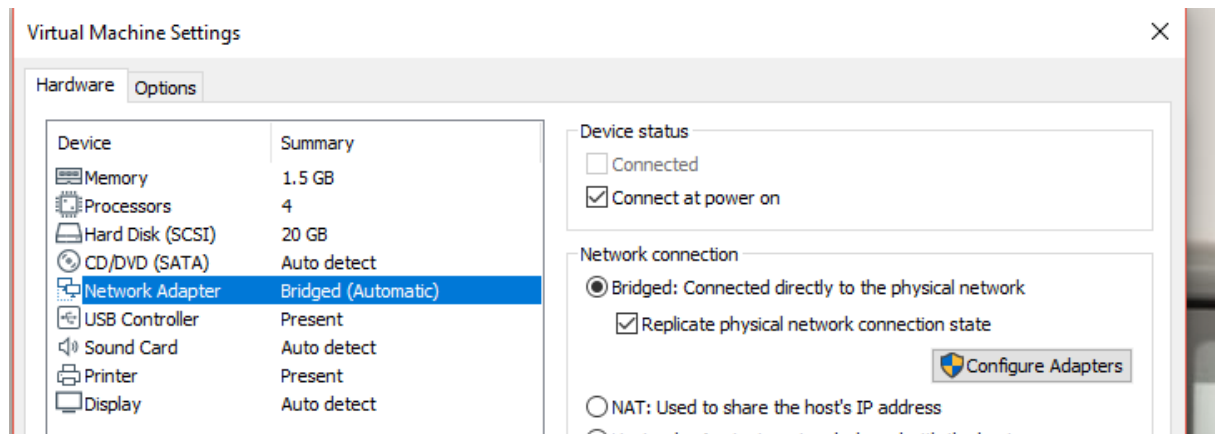 Virtual Machine Settings
Hardware Options
Device Summary
Memory 1.5 GB
Processors 4
Hard Disk (SCSI) 20 GB
CD/DVD (SATA) Auto detect
Network Adapter Bridged (Automatic)
USB Controller Present
Sound Card Auto detect
Printer Present
Display Auto detect
Device status
Connected
Connect at power on
Network connection
Bridged: Connected directly to the physical network
Replicate physical network connection state
Configure Adapters
NAT: Used to share the host's IP address